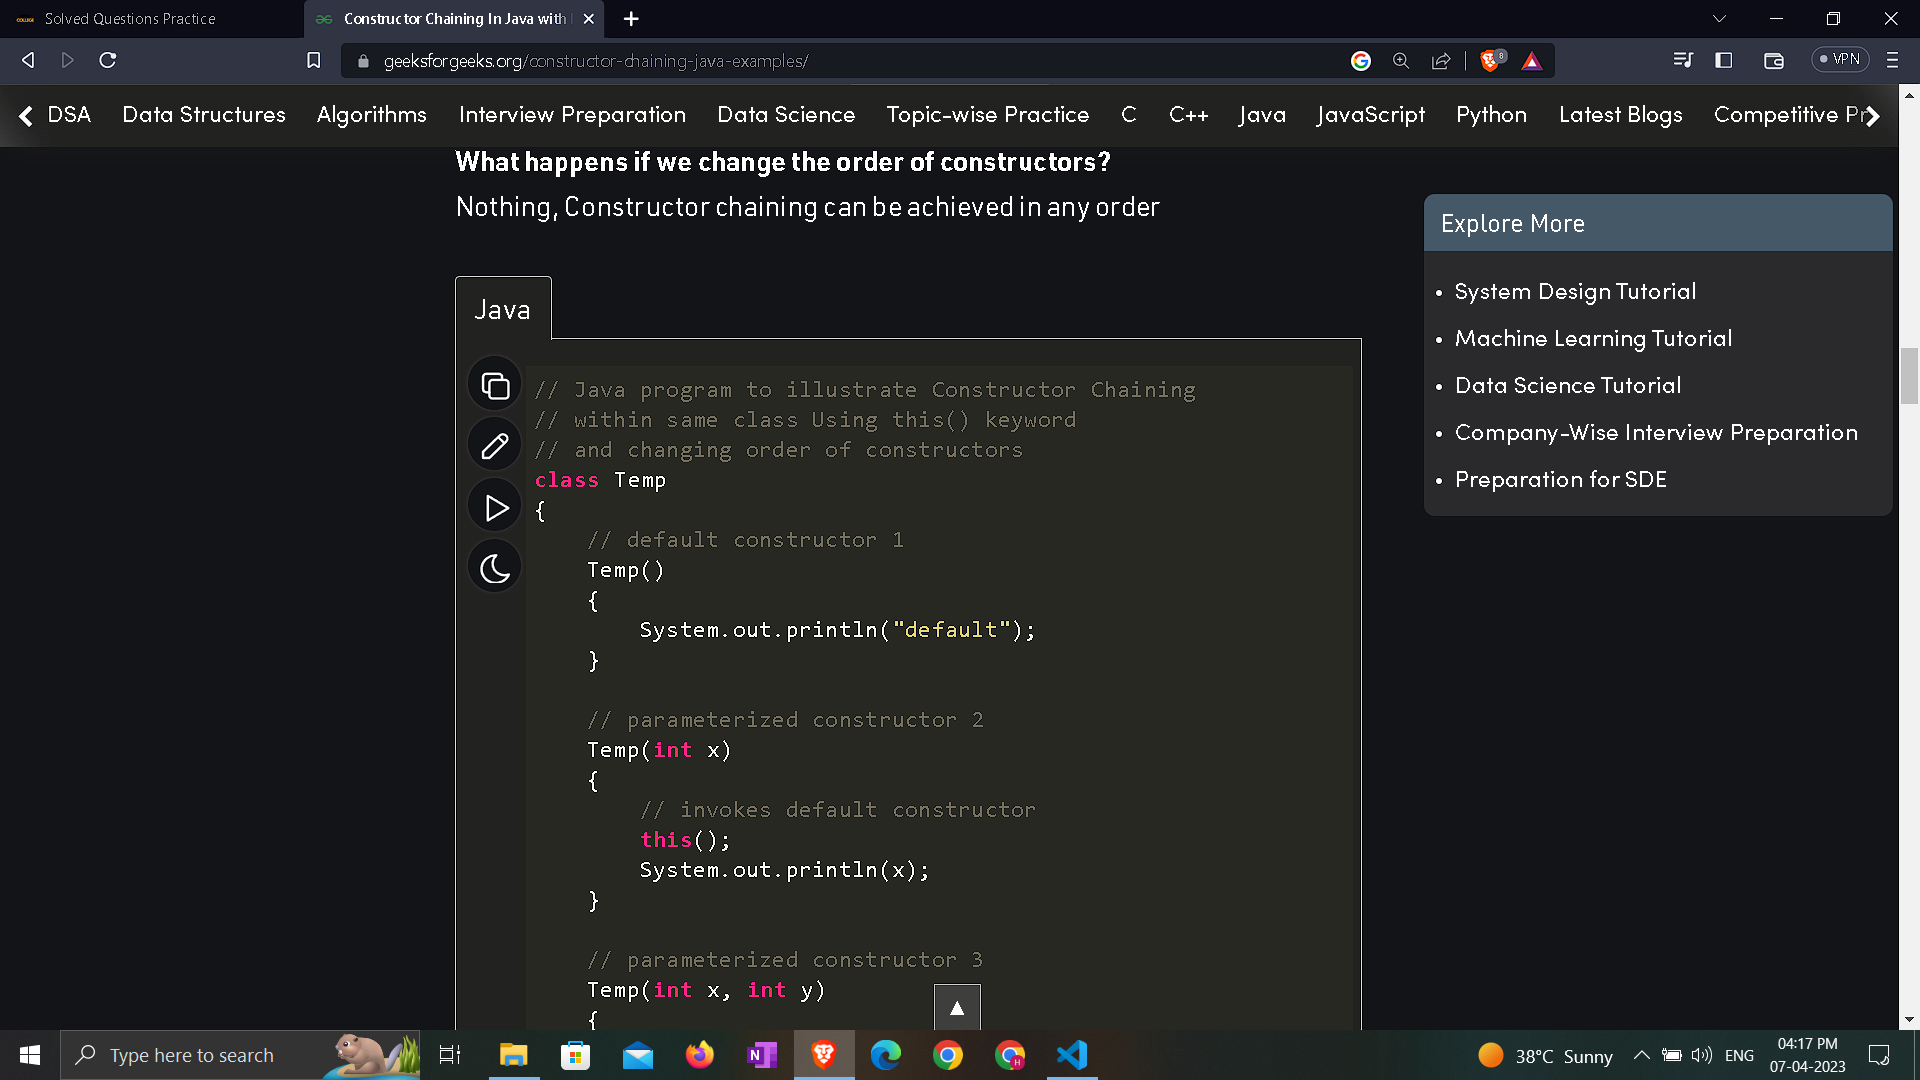 Solved Questions Practice
Constructor Chaining In Java with
geeksforgeeks.org/constructor-chaining-java-examples/
8
VPN
DSA Data Structures Algorithms Interview Preparation Data Science Topic-wise Practice C C++ Java JavaScript Python Latest Blogs Competitive Pr
What happens if we change the order of constructors?
Nothing, Constructor chaining can be achieved in any order
Java
// Java program to illustrate Constructor Chaining
// within same class Using this() keyword
// and changing order of constructors
class Temp
{
    // default constructor 1
    Temp()
    {
        System.out.println("default");
    }
    // parameterized constructor 2
    Temp(int x)
    {
        // invokes default constructor
        this();
        System.out.println(x);
    }
    // parameterized constructor 3
    Temp(int x, int y)
    {
Explore More
• System Design Tutorial
• Machine Learning Tutorial
• Data Science Tutorial
• Company-Wise Interview Preparation
• Preparation for SDE
Type here to search
38°C Sunny
ENG
04:17 PM
07-04-2023